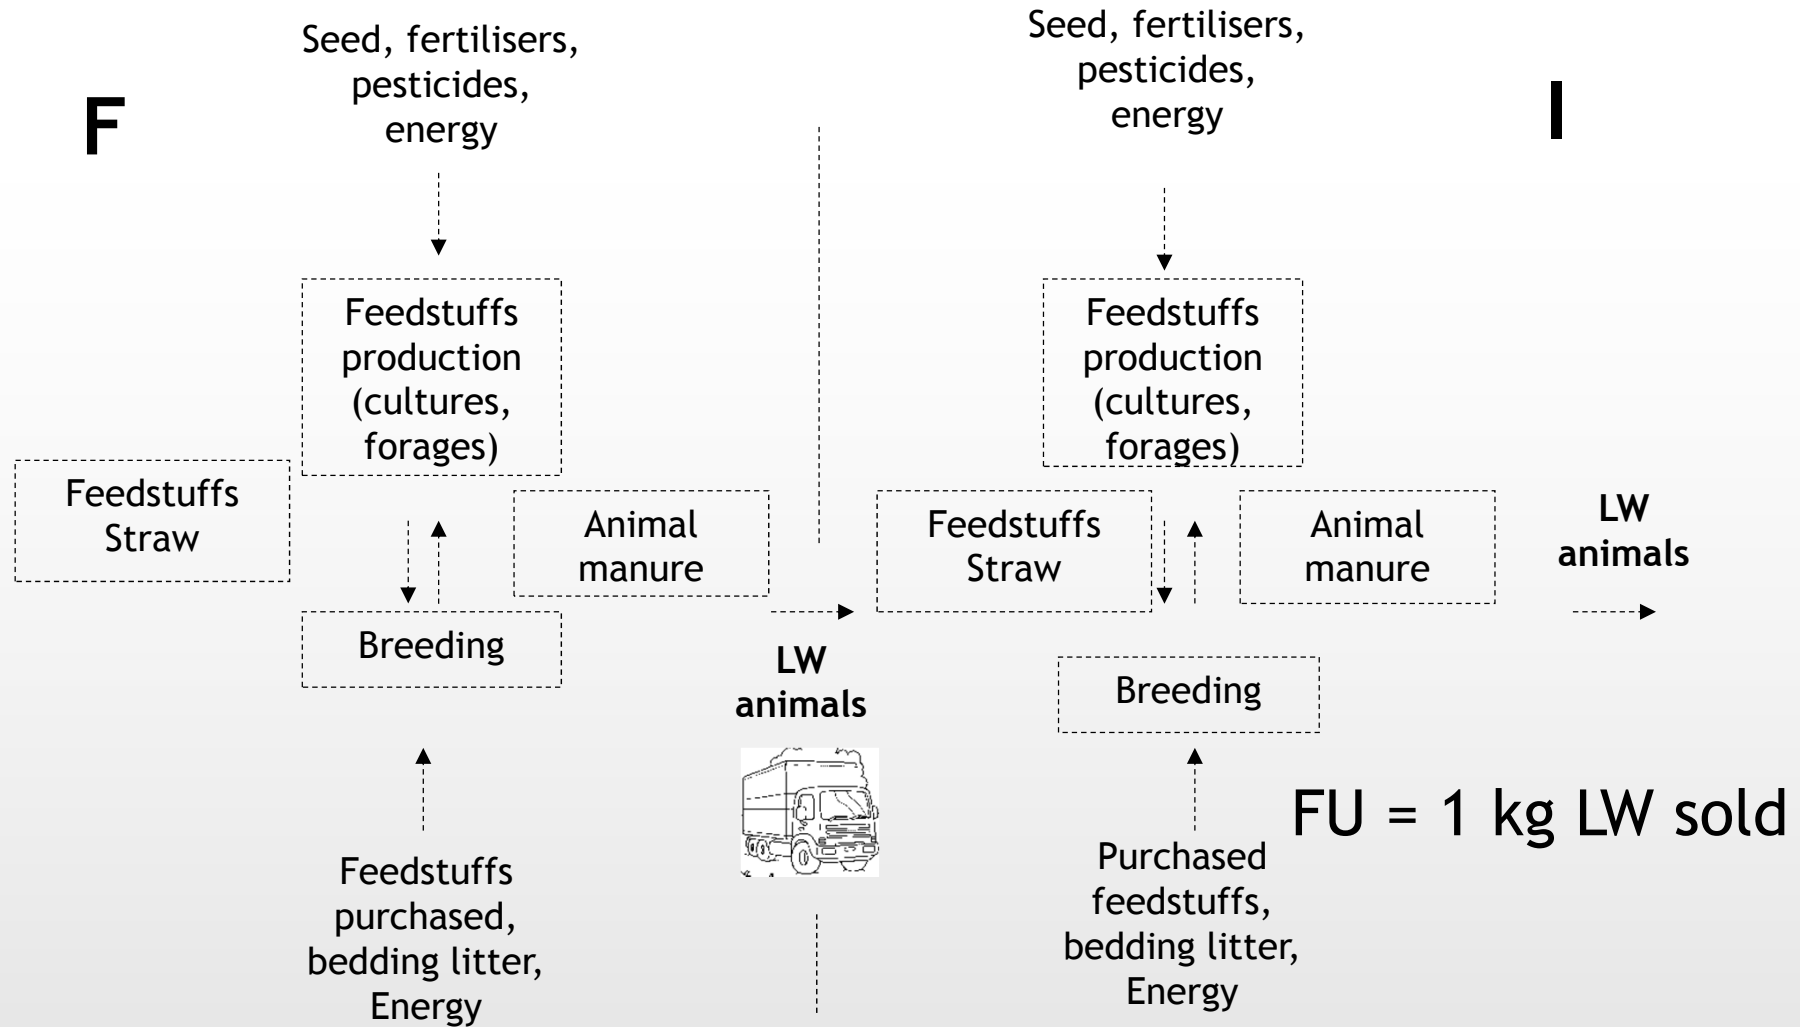 F
Seed, fertilisers,
pesticides,
energy
Feedstuffs
production
(cultures,
forages)
Feedstuffs
Straw
Animal
manure
Breeding
LW
animals
Feedstuffs
purchased,
bedding litter,
Energy
Seed, fertilisers,
pesticides,
energy
I
Feedstuffs
production
(cultures,
forages)
Feedstuffs
Straw
Animal
manure
LW
animals
Breeding
FU = 1 kg LW sold
Purchased
feedstuffs,
bedding litter,
Energy